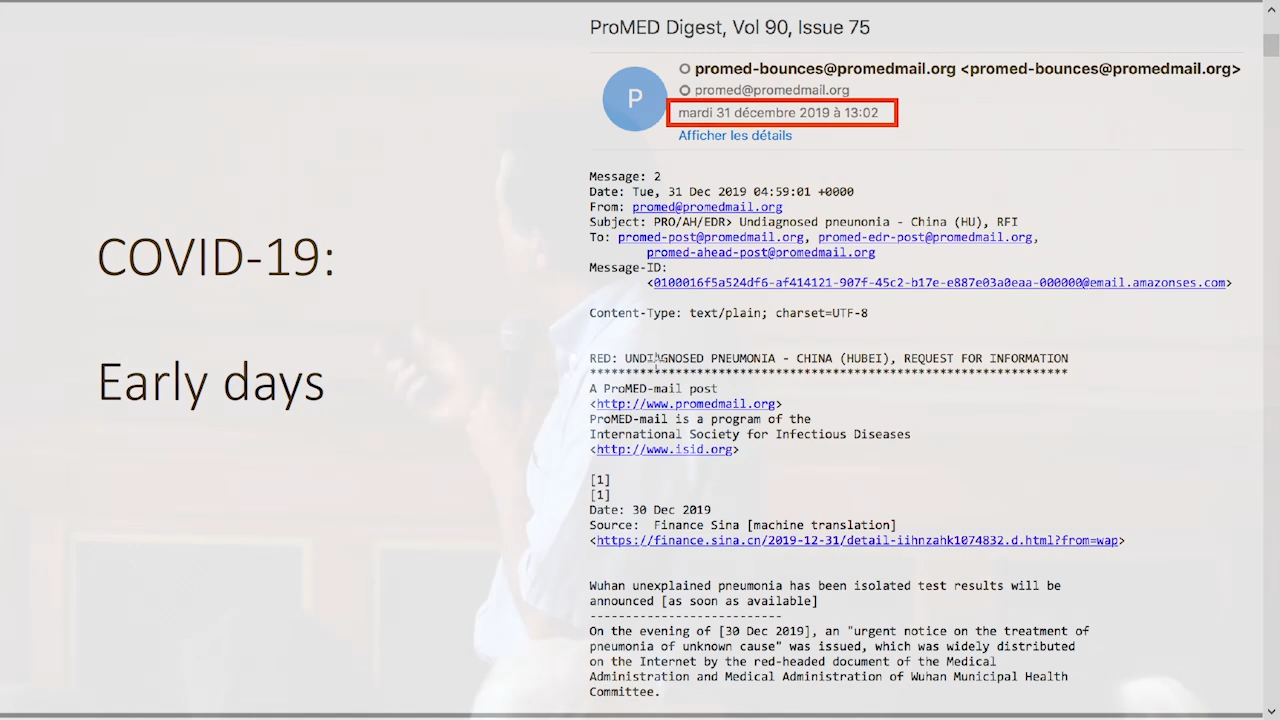 COVID-19:
Early days
ProMED Digest, Vol 90, Issue 75
P
promed-bounces@promedmail.org <promed-bounces@promedmail.org>
promed@promedmail.org
mardi 31 décembre 2019 à 13:02
Afficher les détails
Message: 2
Date: Tue, 31 Dec 2019 04:59:01 +0000
From: promed@promedmail.org
Subject: PRO/AH/EDR> Undiagnosed pneunonia - China (HU), RFI
To: promed-post@promedmail.org, promed-edr-post@promedmail.org,
promed-ahead-post@promedmail.org
Message-ID:
<0100016f5a524df6-af414121-907f-45c2-b17e-e887e03a0eaa-000000@email.amazonses.com>
Content-Type: text/plain; charset=UTF-8
RED: UNDIAGNOSED PNEUMONIA - CHINA (HUBEI), REQUEST FOR INFORMATION
*******************************************************************
A ProMED-mail post
<http://www.promedmail.org>
ProMED-mail is a program of the
International Society for Infectious Diseases
<http://www.isid.org>
[1]
[1]
Date: 30 Dec 2019
Source: Finance Sina [machine translation]
<https://finance.sina.cn/2019-12-31/detail-iihnzahk1074832.d.html?from=wap>
Wuhan unexplained pneumonia has been isolated test results will be
announced [as soon as available]
---------------------------
On the evening of [30 Dec 2019], an "urgent notice on the treatment of
pneumonia of unknown cause" was issued, which was widely distributed
on the Internet by the red-headed document of the Medical
Administration and Medical Administration of Wuhan Municipal Health
Committee.